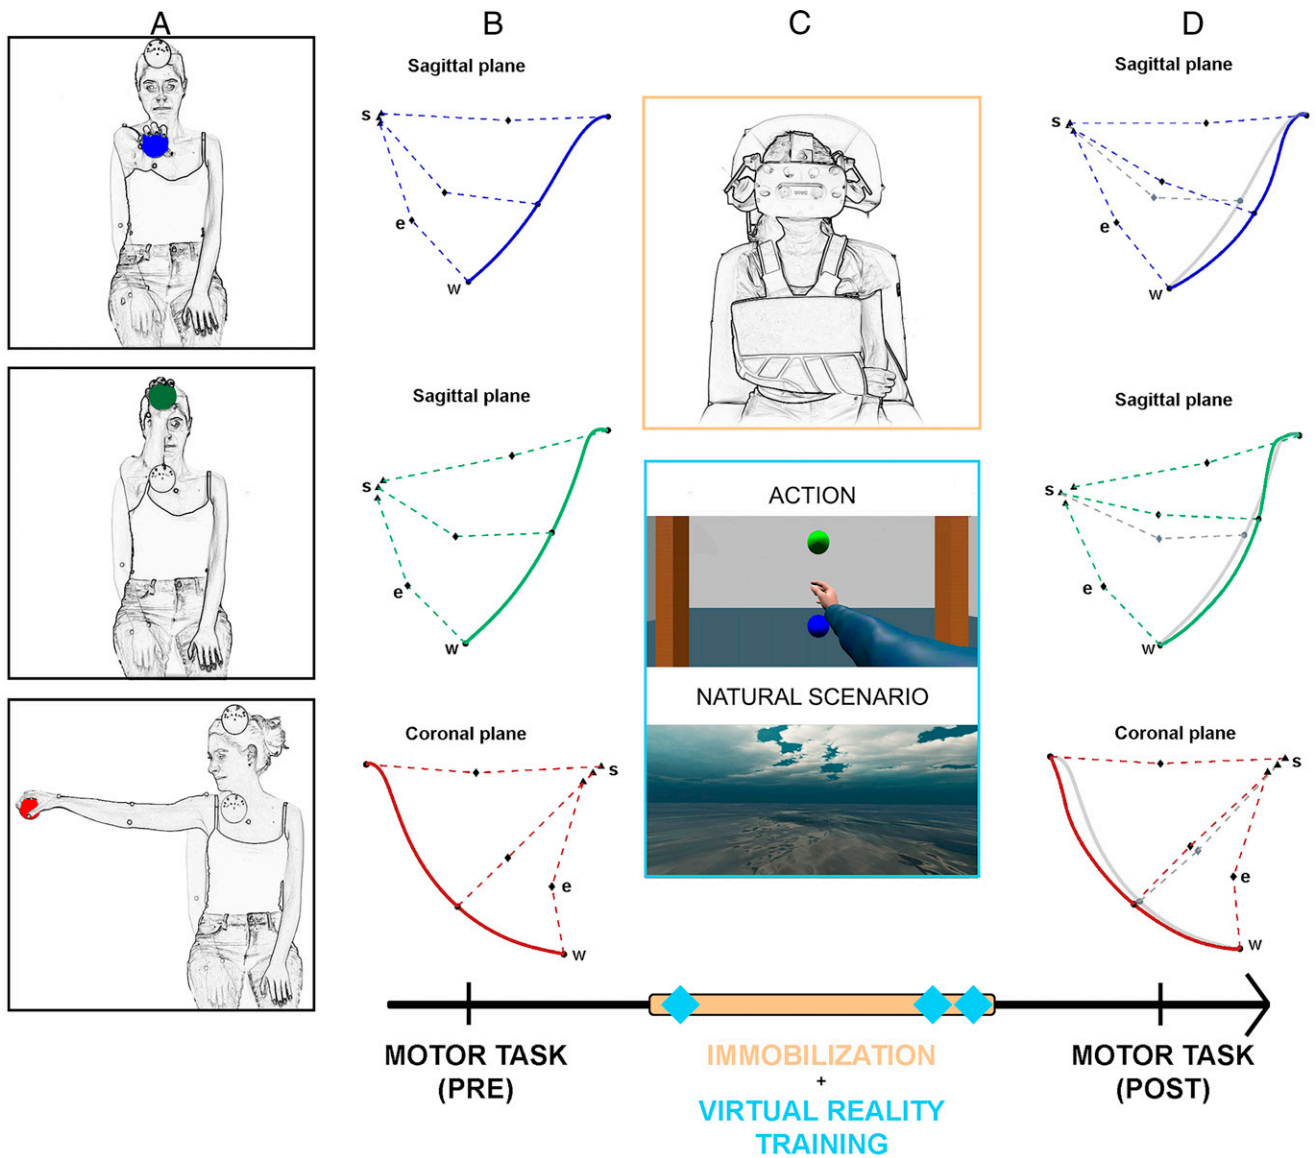 A
B
C
D
Sagittal plane
s
e
w
Sagittal plane
s
e
w
Coronal plane
s
e
w
ACTION
NATURAL SCENARIO
Sagittal plane
s
e
w
Sagittal plane
s
e
w
Coronal plane
s
e
w
MOTOR TASK
(PRE)
IMMOBILIZATION
+
VIRTUAL REALITY
TRAINING
MOTOR TASK
(POST)